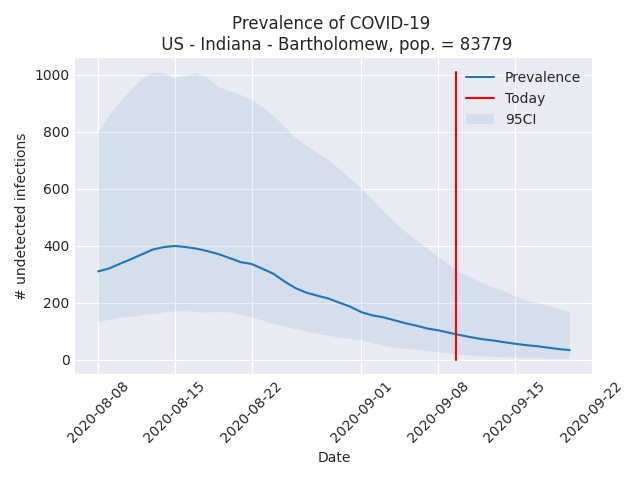 Prevalence of COVID-19
US - Indiana - Bartholomew, pop. = 83779
1000
800
600
400
200
0
# undetected infections
Prevalence
Today
95CI
2020-08-08
2020-08-15
2020-08-22
2020-09-01
2020-09-08
2020-09-15
2020-09-22
Date